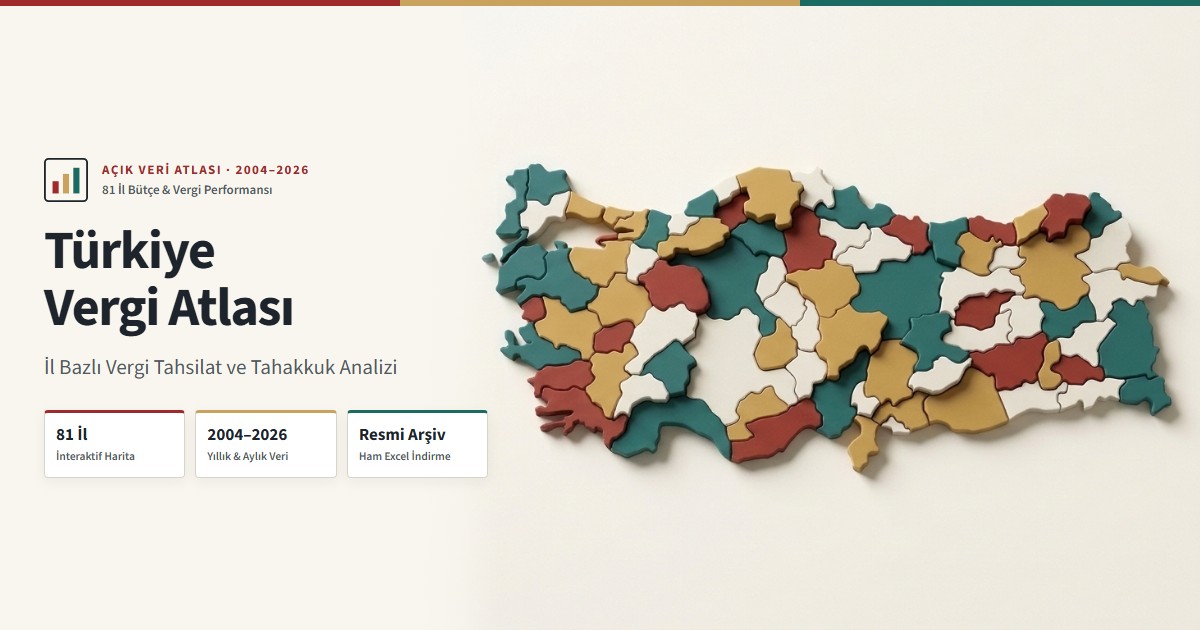 AÇIK VERİ ATLASI · 2004–2026
81 İl Bütçe & Vergi Performansı
Türkiye
Vergi Atlası
İl Bazlı Vergi Tahsilat ve Tahakkuk Analizi
81 İl
İnteraktif Harita
2004–2026
Yıllık & Aylık Veri
Resmi Arşiv
Ham Excel İndirme